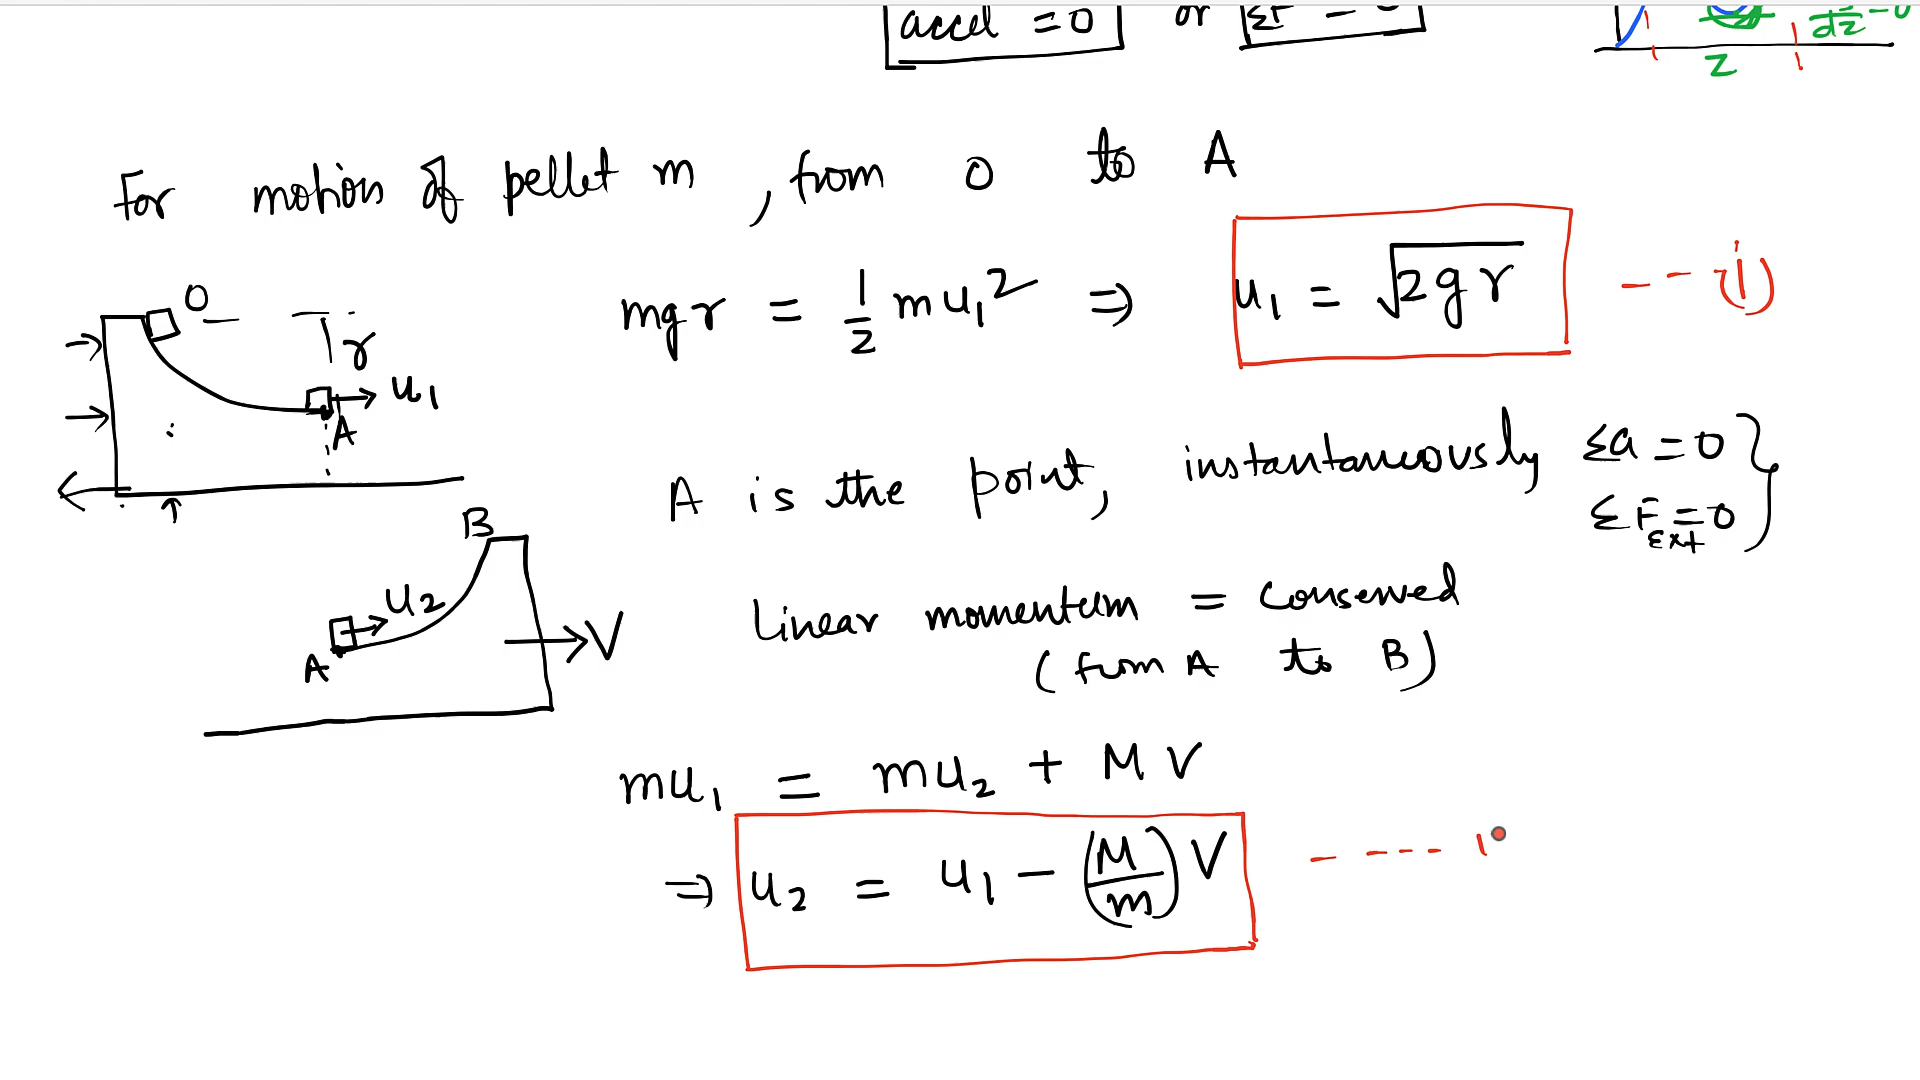 accel = 0 or ΣF = 0
z
For motion of pellet m, from O to A
mgr = 1/2 mu₁² ⇒ u₁ = √2gr -- (i)
O
r
u₁
A
A is the point, instantaneously Σa = 0
ΣF_Ext = 0
B
u₂
V
A
Linear momentum = conserved
(from A to B)
mu₁ = mu₂ + MV
⇒ u₂ = u₁ - (M/m) V ----